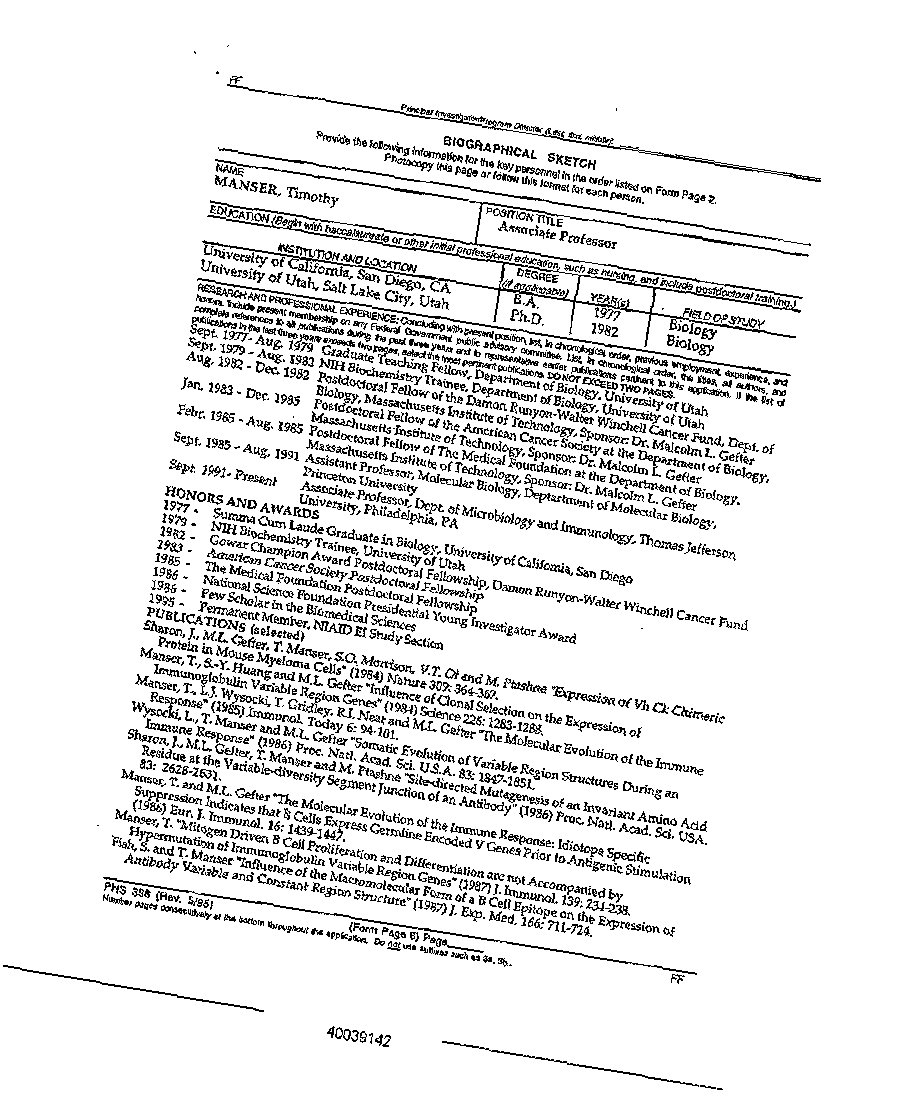 FF
Principal Investigator/Program Director (Last, first, middle):
BIOGRAPHICAL SKETCH
Provide the following information for the key personnel in the order listed on Form Page 2.
Photocopy this page or follow this format for each person.
NAME
MANSER, Timothy
POSITION TITLE
Associate Professor
EDUCATION (Begin with baccalaureate or other initial professional education, such as nursing, and include postdoctoral training.)
INSTITUTION AND LOCATION DEGREE (if applicable) YEAR(s) FIELD OF STUDY
University of California, San Diego, CA B.A. 1977 Biology
University of Utah, Salt Lake City, Utah Ph.D. 1982 Biology
RESEARCH AND PROFESSIONAL EXPERIENCE: Concluding with present position, list, in chronological order, previous employment, experience, and
honors. Include present membership on any Federal Government public advisory committee. List, in chronological order, the titles, all authors, and
complete references to all publications during the past three years and to representative earlier publications pertinent to this application. If the list of
publications in the last three years exceeds two pages, select the most pertinent publications. DO NOT EXCEED TWO PAGES.
Sept. 1977- Aug. 1979 Graduate Teaching Fellow, Department of Biology, University of Utah
Sept. 1979 - Aug. 1983 NIH Biochemistry Trainee, Department of Biology, University of Utah
Aug. 1982 - Dec. 1982 Postdoctoral Fellow of the Damon Runyon-Walter Winchell Cancer Fund, Dept. of
Biology, Massachusetts Institute of Technology, Sponsor: Dr. Malcolm L. Gefter
Jan. 1983 - Dec. 1985 Postdoctoral Fellow of the American Cancer Society at the Department of Biology,
Massachusetts Institute of Technology, Sponsor: Dr. Malcolm L. Gefter
Febr. 1985 - Aug. 1985 Postdoctoral Fellow of The Medical Foundation at the Department of Biology,
Massachusetts Institute of Technology, Sponsor: Dr. Malcolm L. Gefter
Sept. 1985 - Aug. 1991 Assistant Professor, Molecular Biology, Deptartment of Molecular Biology,
Princeton University
Sept. 1991- Present Associate Professor, Dept. of Microbiology and Immunology, Thomas Jefferson
University, Philadelphia, PA
HONORS AND AWARDS
1977 - Summa Cum Laude Graduate in Biology, University of California, San Diego
1979 - NIH Biochemistry Trainee, University of Utah
1982 - Gowar Champion Award Postdoctoral Fellowship, Damon Runyon-Walter Winchell Cancer Fund
1983 - American Cancer Society Postdoctoral Fellowship
1985 - The Medical Foundation Postdoctoral Fellowship
1986 - National Science Foundation Presidential Young Investigator Award
1986 - Pew Scholar in the Biomedical Sciences
1995 - Permanent Member, NIAID EI Study Section
PUBLICATIONS (selected)
Sharon, J., M.L. Gefter, T. Manser, S.O. Morrison, V.T. Oi and M. Ptashne "Expression of Vh Ck Chimeric
Protein in Mouse Myeloma Cells" (1984) Nature 309: 364-367.
Manser, T., S.-Y. Huang and M.L. Gefter "Influence of Clonal Selection on the Expression of
Immunoglobulin Variable Region Genes" (1984) Science 226: 1283-1288.
Manser, T., L.J. Wysocki, T. Gridley, R.I. Near and M.L. Gefter "The Molecular Evolution of the Immune
Response" (1985) Immunol. Today 6: 94-101.
Wysocki, L., T. Manser and M.L. Gefter "Somatic Evolution of Variable Region Structures During an
Immune Response" (1986) Proc. Natl. Acad. Sci. U.S.A. 83: 1847-1851.
Sharon, J., M.L. Gefter, T. Manser and M. Ptashne "Site-directed Mutagenesis of an Invariant Amino Acid
Residue at the Variable-diversity Segment Junction of an Antibody" (1986) Proc. Natl. Acad. Sci. USA.
83: 2628-2631.
Manser, T. and M.L. Gefter "The Molecular Evolution of the Immune Response: Idiotope Specific
Suppression Indicates that B Cells Express Germline Encoded V Genes Prior to Antigenic Stimulation
(1986) Eur. J. Immunol. 16: 1439-1447.
Manser, T. "Mitogen Driven B Cell Proliferation and Differentiation are not Accompanied by
Hypermutation of Immunoglobulin Variable Region Genes" (1987) J. Immunol. 139: 234-238.
Fish, S. and T. Manser "Influence of the Macromolecular Form of a B Cell Epitope on the Expression of
Antibody Variable and Constant Region Structure" (1987) J. Exp. Med. 166: 711-724.
PHS 398 (Rev. 5/95) (Form Page 6) Page
Number pages consecutively at the bottom throughout the application. Do not use suffixes such as 3a, 3b.
FF
40039142